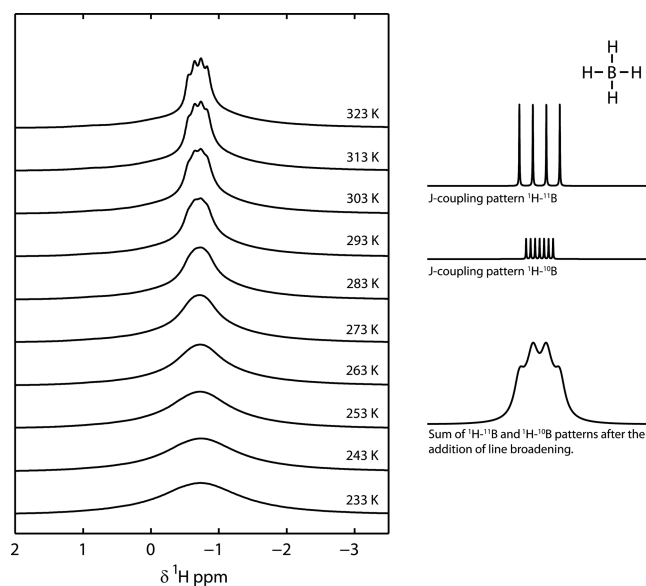 323 K
313 K
303 K
293 K
283 K
273 K
263 K
253 K
243 K
233 K
2 1 0 −1 −2 −3
δ ¹H ppm
H
H–B–H
H
J-coupling pattern ¹H-¹¹B
J-coupling pattern ¹H-¹⁰B
Sum of ¹H-¹¹B and ¹H-¹⁰B patterns after the
addition of line broadening.